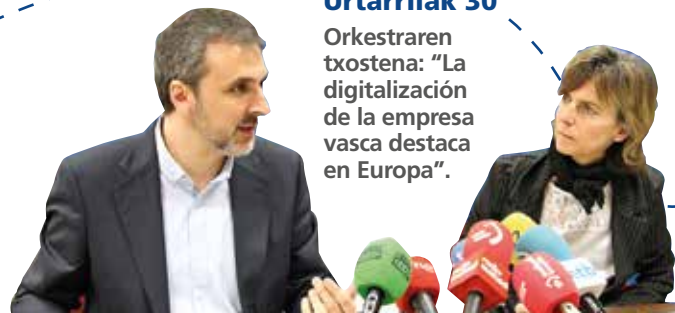 Urtarrilak 30
Orkestraren
txostena: “La
digitalización
de la empresa
vasca destaca
en Europa”.